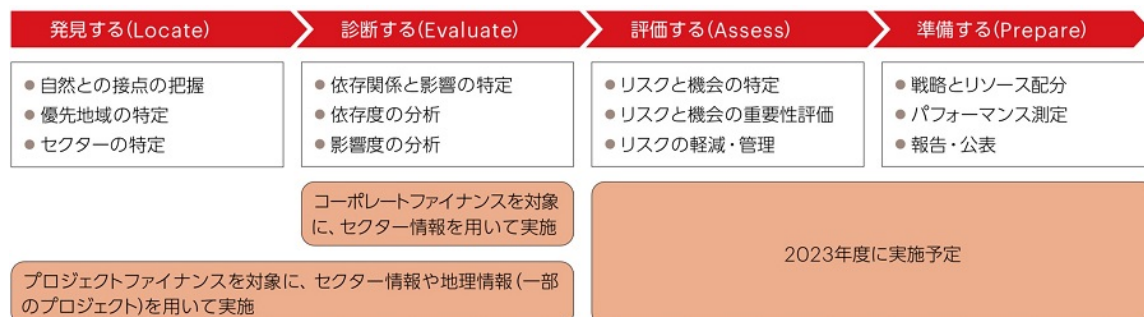 発見する(Locate)
診断する(Evaluate)
評価する(Assess)
準備する(Prepare)
● 自然との接点の把握
● 優先地域の特定
● セクターの特定
● 依存関係と影響の特定
● 依存度の分析
● 影響度の分析
● リスクと機会の特定
● リスクと機会の重要性評価
● リスクの軽減・管理
● 戦略とリソース配分
● パフォーマンス測定
● 報告・公表
コーポレートファイナンスを対象
に、セクター情報を用いて実施
プロジェクトファイナンスを対象に、セクター情報や地理情報(一部
のプロジェクト)を用いて実施
2023年度に実施予定